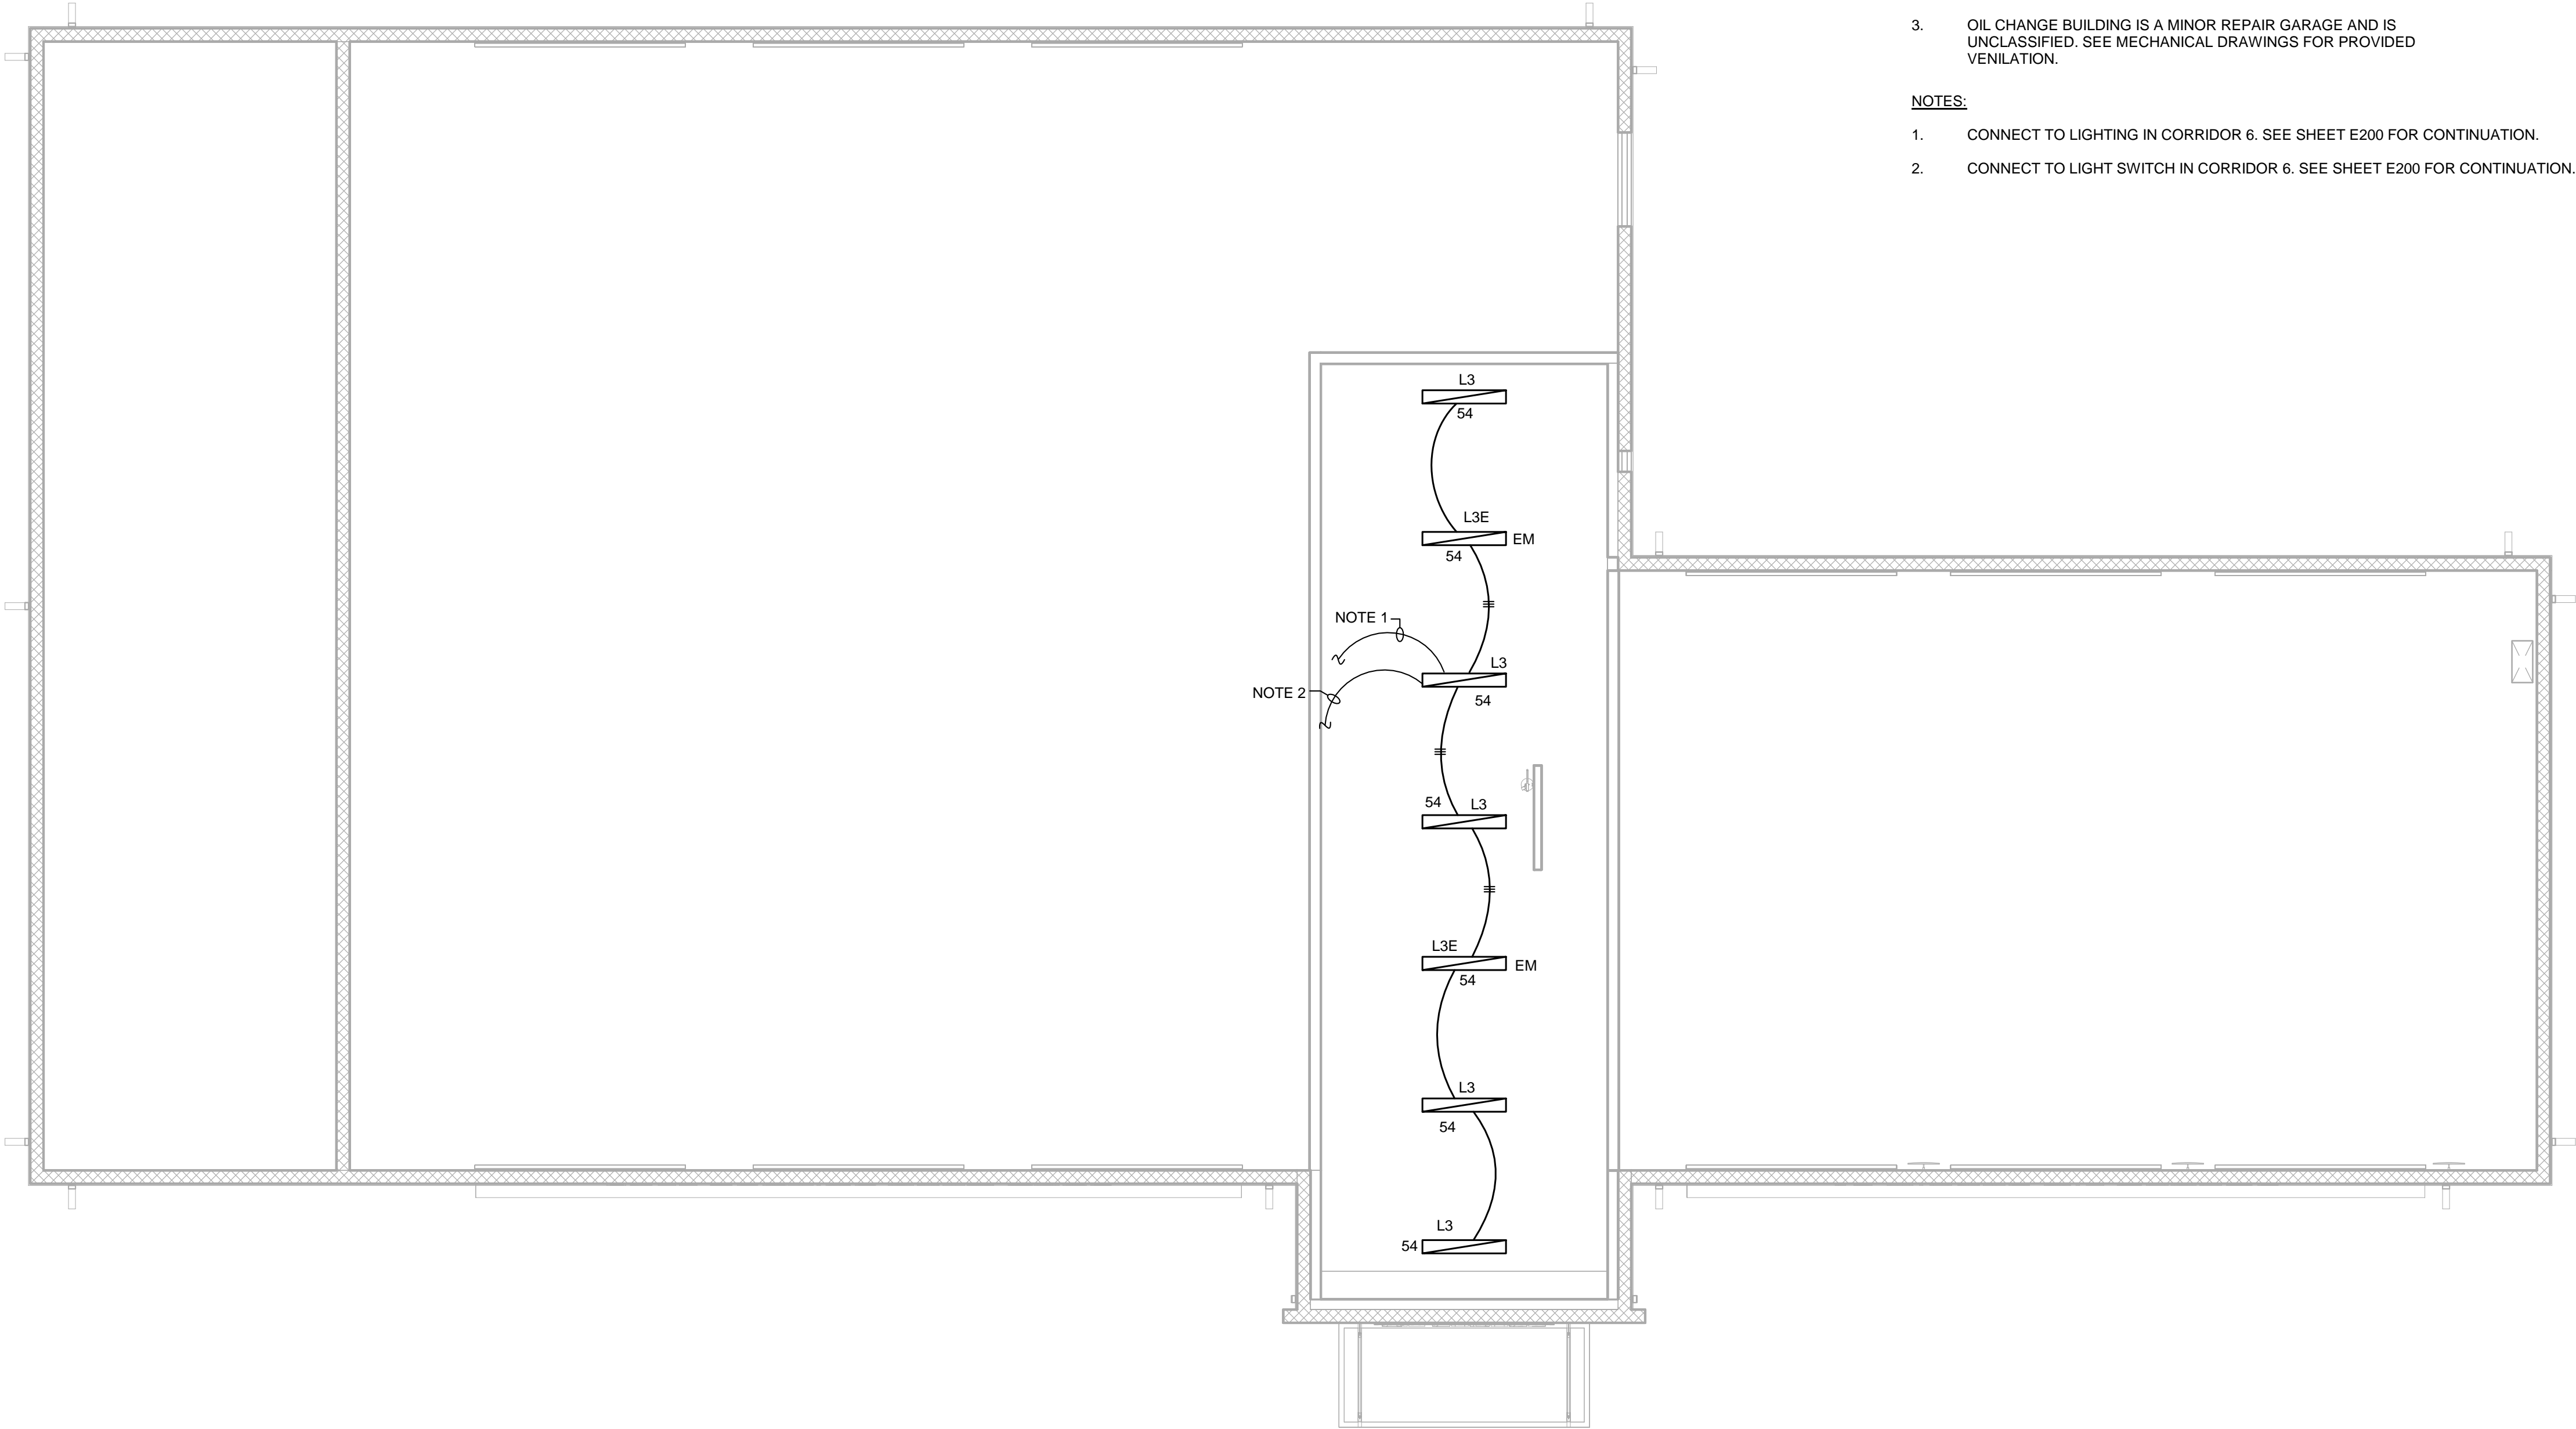 3. OIL CHANGE BUILDING IS A MINOR REPAIR GARAGE AND IS
UNCLASSIFIED. SEE MECHANICAL DRAWINGS FOR PROVIDED
VENILATION.
NOTES:
1. CONNECT TO LIGHTING IN CORRIDOR 6. SEE SHEET E200 FOR CONTINUATION.
2. CONNECT TO LIGHT SWITCH IN CORRIDOR 6. SEE SHEET E200 FOR CONTINUATION.
L3
54
L3E
EM
54
NOTE 1
L3
NOTE 2
54
54
L3
L3E
EM
54
L3
54
L3
54